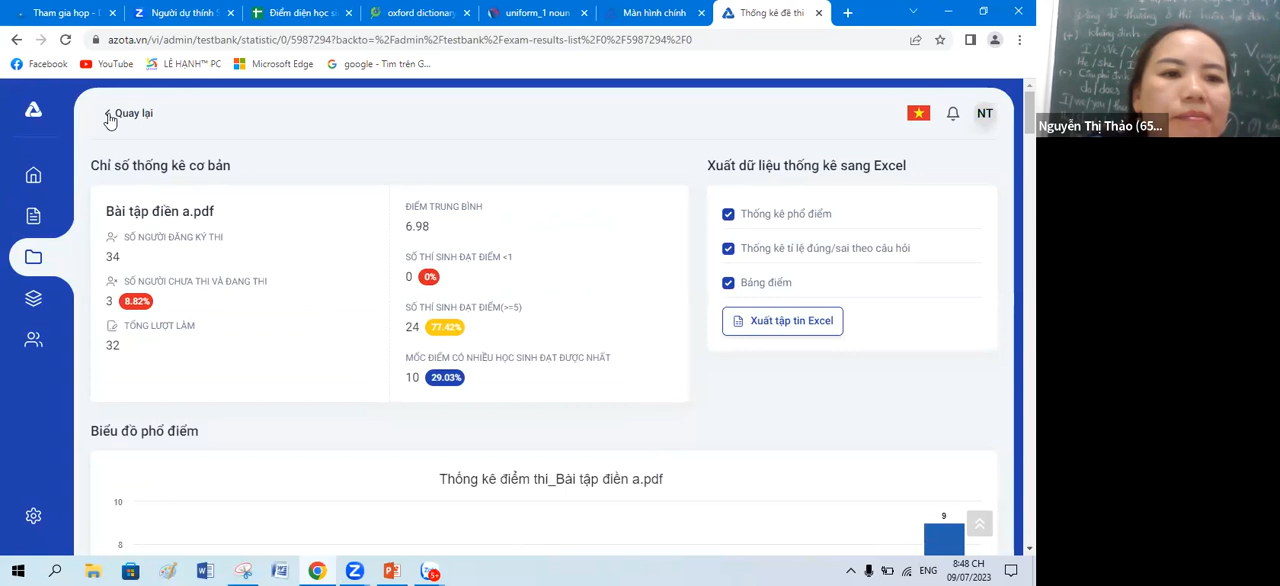 Tham gia họp -
Người dự thính
Điểm diện học si
oxford dictionary
uniform_1 noun
Màn hình chính
Thống kê đề thi
azota.vn/vi/admin/testbank/statistic/0/5987294?backto=%2Fadmin%2Ftestbank%2Fexam-results-list%2F0%2F5987294%2F0
Facebook
YouTube
LÊ HẠNH™ PC
Microsoft Edge
google - Tìm trên G...
Quay lại
NT
Chỉ số thống kê cơ bản
Bài tập điền a.pdf
SỐ NGƯỜI ĐĂNG KÝ THI
34
SỐ NGƯỜI CHƯA THI VÀ ĐANG THI
3 8.82%
TỔNG LƯỢT LÀM
32
ĐIỂM TRUNG BÌNH
6.98
SỐ THÍ SINH ĐẠT ĐIỂM <1
0 0%
SỐ THÍ SINH ĐẠT ĐIỂM(>=5)
24 77.42%
MỐC ĐIỂM CÓ NHIỀU HỌC SINH ĐẠT ĐƯỢC NHẤT
10 29.03%
Xuất dữ liệu thống kê sang Excel
Thống kê phổ điểm
Thống kê tỉ lệ đúng/sai theo câu hỏi
Bảng điểm
Xuất tập tin Excel
Biểu đồ phổ điểm
Thống kê điểm thi_Bài tập điền a.pdf
10
9
8
Nguyễn Thị Thảo (65...
I / We / Y
He / she / I
do / does
5+
ENG
8:48 CH
09/07/2023